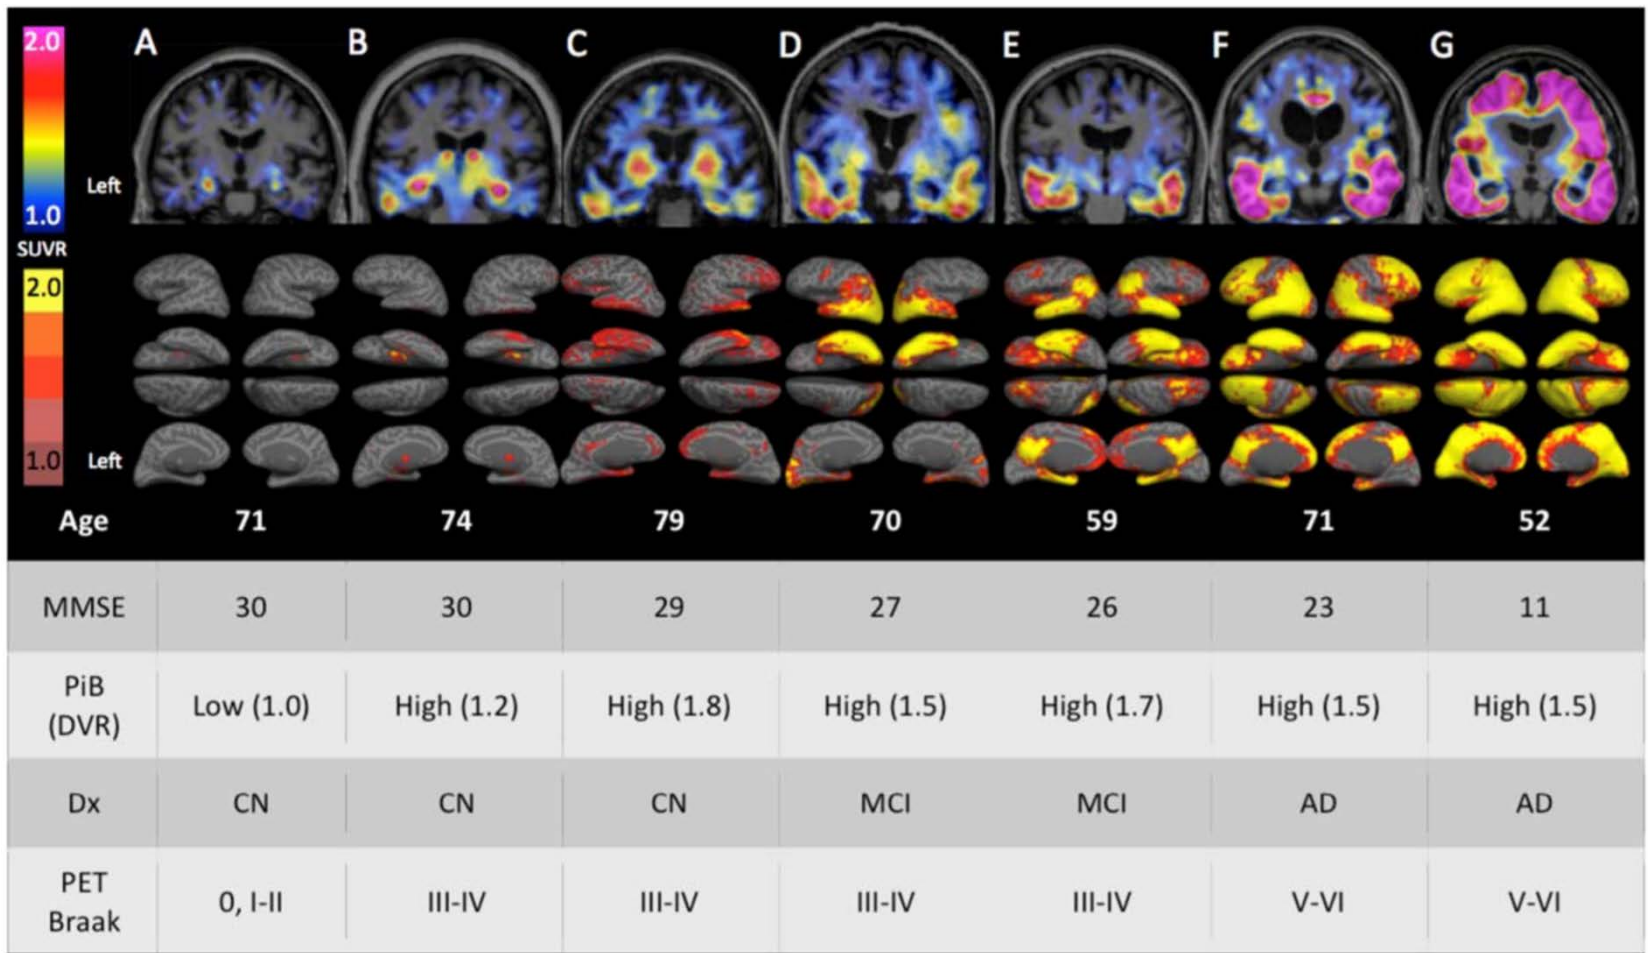 A B C D E F G
2.0
Left
1.0
SUVR
2.0
1.0 Left
Age 71 74 79 70 59 71 52
MMSE 30 30 29 27 26 23 11
PiB
(DVR) Low (1.0) High (1.2) High (1.8) High (1.5) High (1.7) High (1.5) High (1.5)
Dx CN CN CN MCI MCI AD AD
PET
Braak 0, I-II III-IV III-IV III-IV III-IV V-VI V-VI